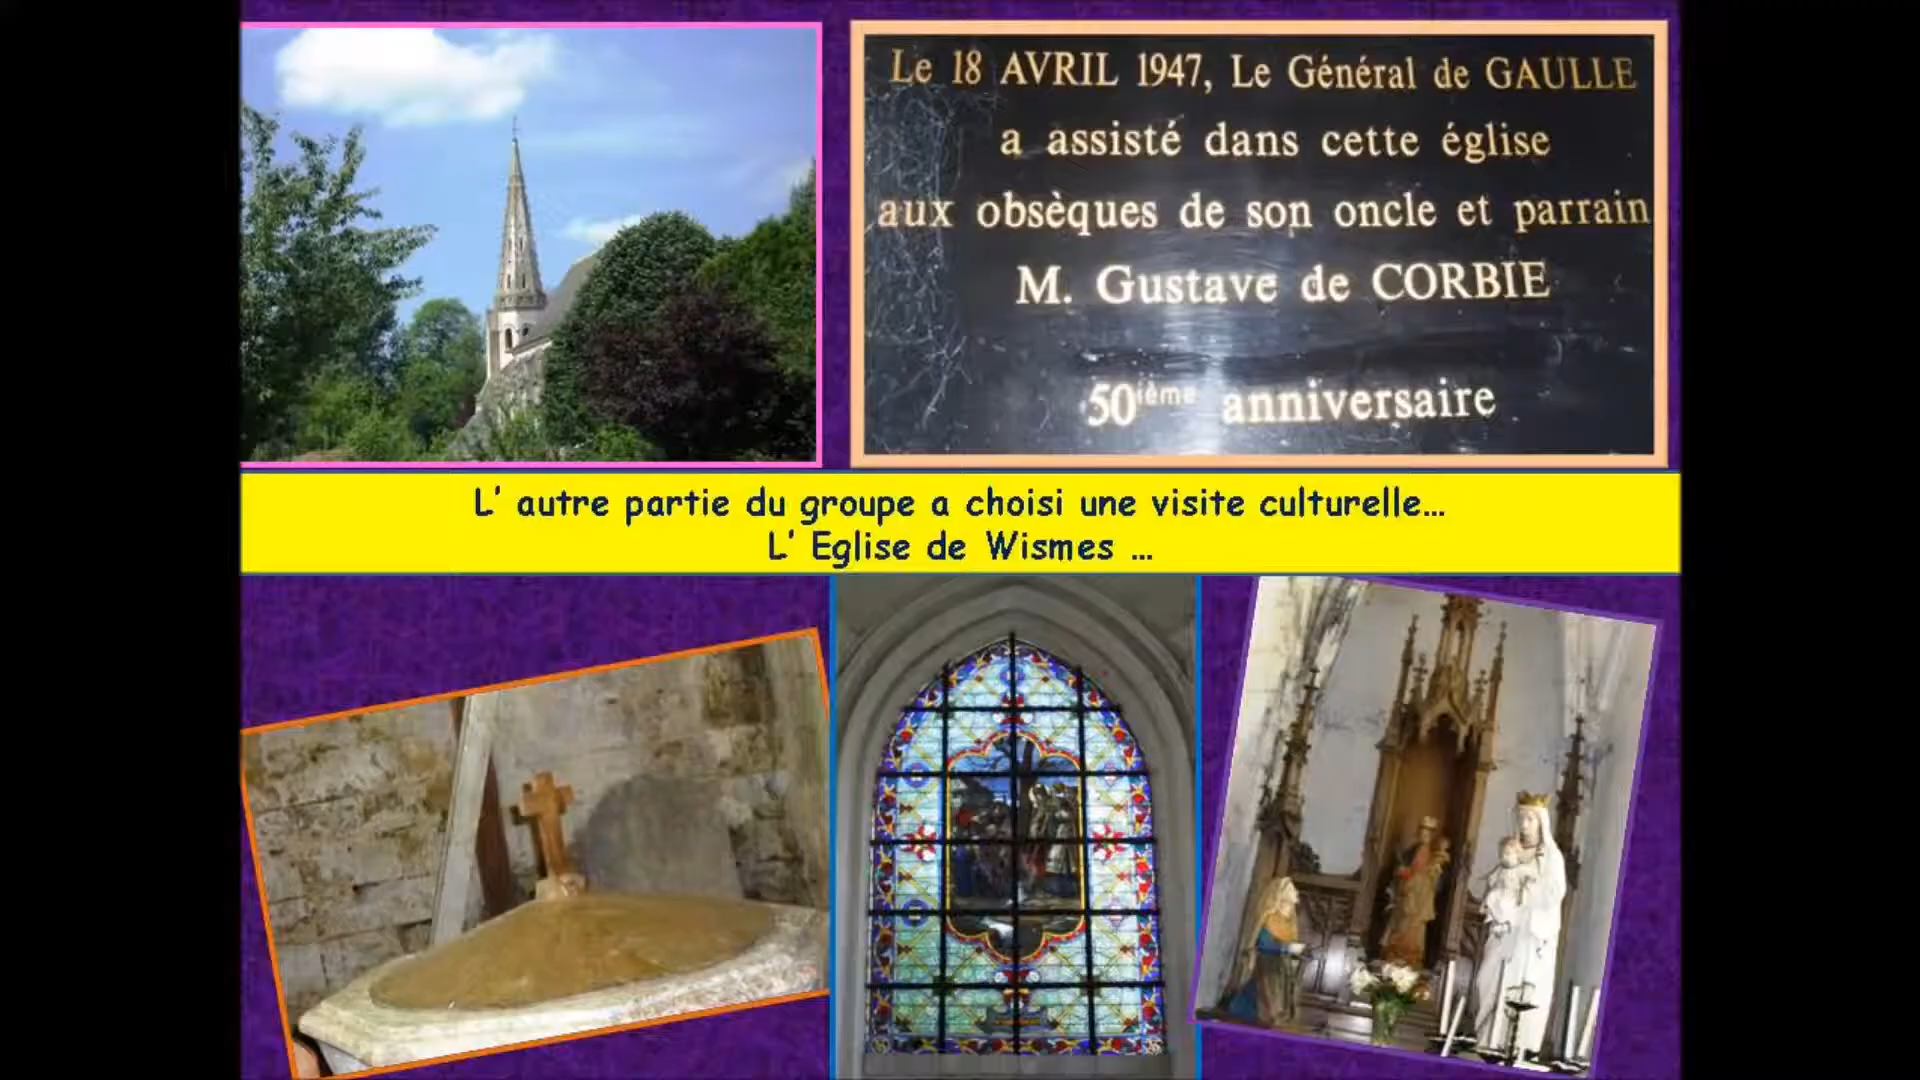 Le 18 AVRIL 1947, Le Général de GAULLE
a assisté dans cette église
aux obsèques de son oncle et parrain
M. Gustave de CORBIE
50ième anniversaire
L' autre partie du groupe a choisi une visite culturelle...
L' Eglise de Wismes ...